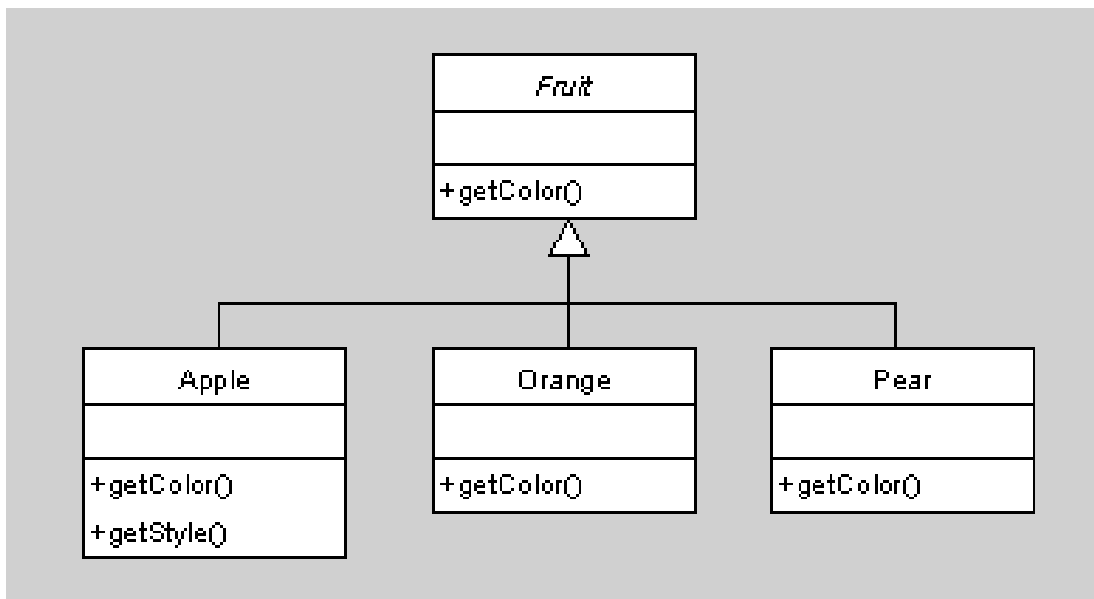 Fruit
+getColor()
Apple
+getColor()
+getStyle()
Orange
+getColor()
Pear
+getColor()